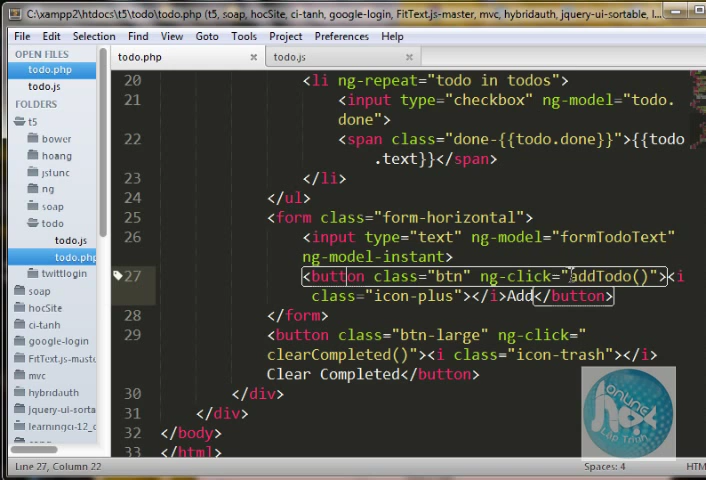 C:\xampp2\htdocs\t5\todo\todo.php (t5, soap, hocSite, ci-tanh, google-login, FitText.js-master, mvc, hybridauth, jquery-ui-sortable, l...
File Edit Selection Find View Goto Tools Project Preferences Help
OPEN FILES
todo.php
todo.js
FOLDERS
t5
bower
hoang
jsfunc
ng
soap
todo
todo.js
todo.php
twittlogin
soap
hocSite
ci-tanh
google-login
FitText.js-maste
mvc
hybridauth
jquery-ui-sorta
learningci-12_c
todo.php × todo.js ×
20 <li ng-repeat="todo in todos">
21 <input type="checkbox" ng-model="todo.
done">
22 <span class="done-{{todo.done}}">{{todo
.text}}</span>
23 </li>
24 </ul>
25 <form class="form-horizontal">
26 <input type="text" ng-model="formTodoText"
ng-model-instant>
27 <button class="btn" ng-click="addTodo()"><i
class="icon-plus"></i>Add</button>
28 </form>
29 <button class="btn-large" ng-click="
clearCompleted()"><i class="icon-trash"></i>
Clear Completed</button>
30 </div>
31 </div>
32 </body>
33 </html>
ONLINE
học
Lập Trình
Line 27, Column 22
Spaces: 4
HTM